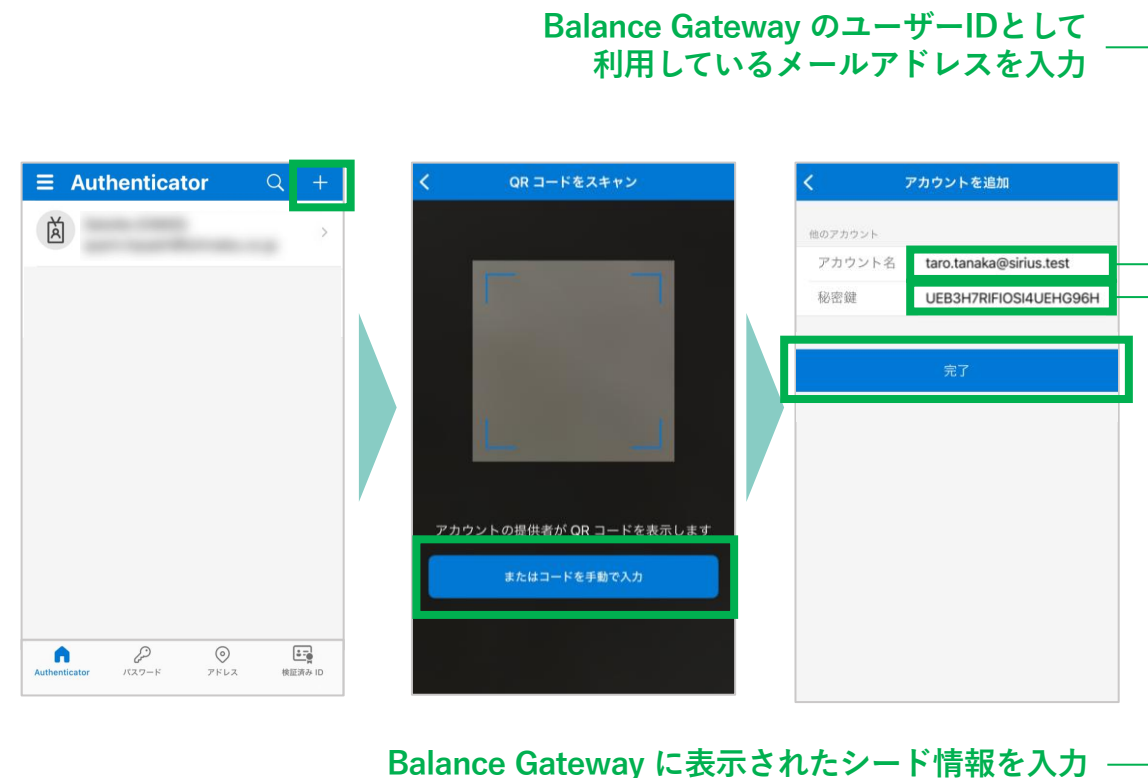 Balance Gateway のユーザーIDとして
利用しているメールアドレスを入力
Authenticator
Authenticator
パスワード
アドレス
検証済み ID
QR コードをスキャン
アカウントの提供者が QR コードを表示します
またはコードを手動で入力
アカウントを追加
他のアカウント
アカウント名 taro.tanaka@sirius.test
秘密鍵 UEB3H7RIFIOSI4UEHG96H
完了
Balance Gateway に表示されたシード情報を入力